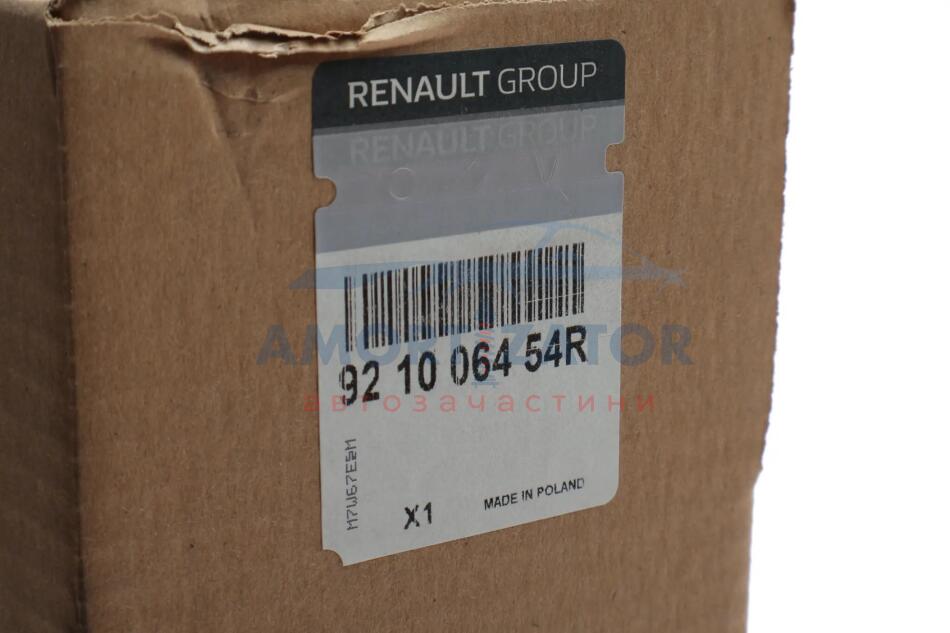 RENAULT GROUP
RENAULT GROUP
AMORTIZATOR
92 10 064 54R
автозачастини
X1
MADE IN POLAND